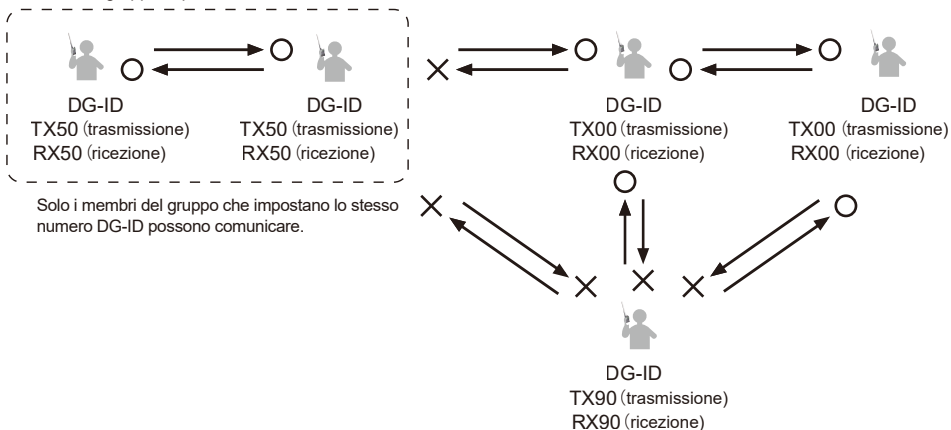 DG-ID
TX50 (trasmissione)
RX50 (ricezione)
DG-ID
TX50 (trasmissione)
RX50 (ricezione)
DG-ID
TX00 (trasmissione)
RX00 (ricezione)
DG-ID
TX00 (trasmissione)
RX00 (ricezione)
Solo i membri del gruppo che impostano lo stesso
numero DG-ID possono comunicare.
DG-ID
TX90 (trasmissione)
RX90 (ricezione)